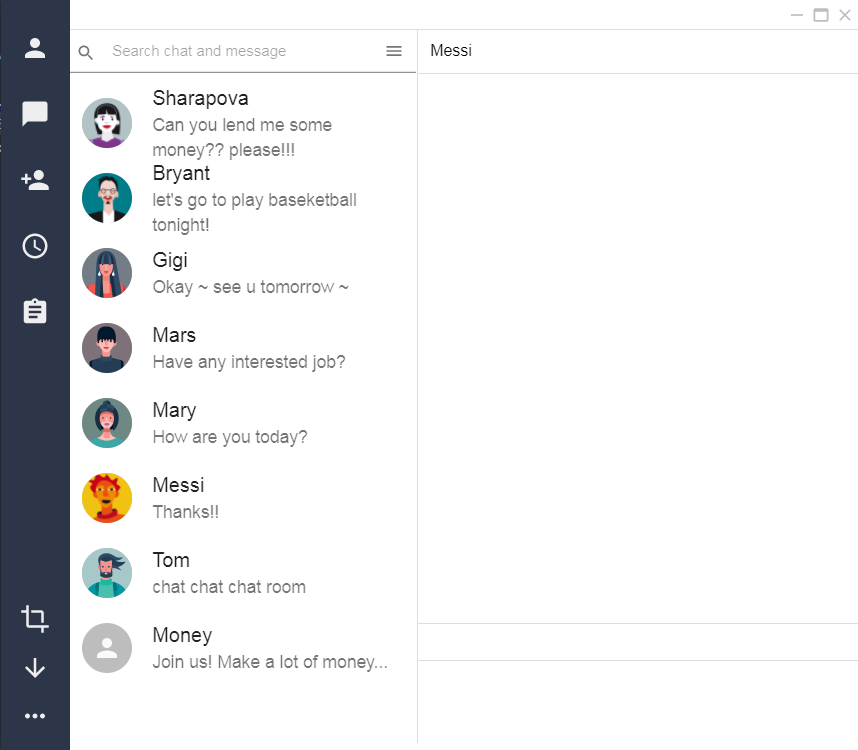 Search chat and message
Messi
Sharapova
Can you lend me some
money?? please!!!
Bryant
let's go to play baseketball
tonight!
Gigi
Okay ~ see u tomorrow ~
Mars
Have any interested job?
Mary
How are you today?
Messi
Thanks!!
Tom
chat chat chat room
Money
Join us! Make a lot of money...